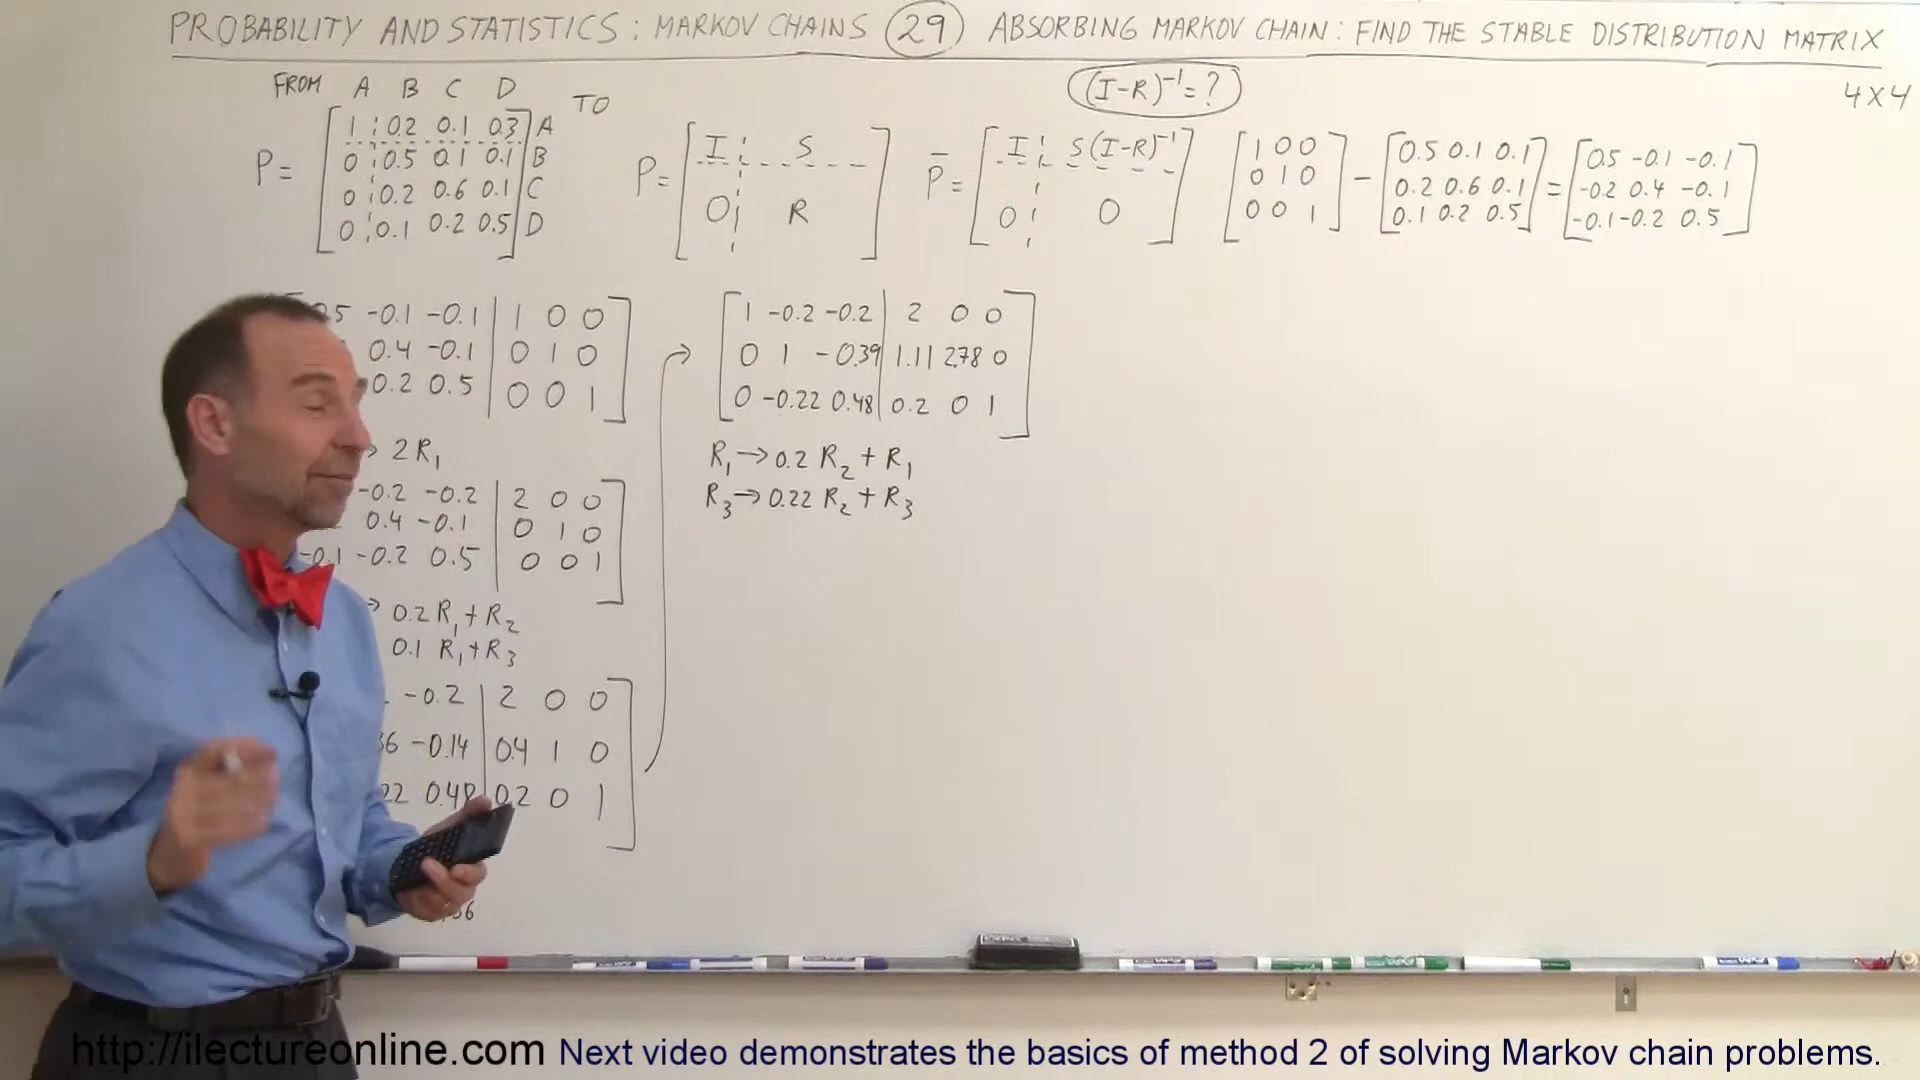 PROBABILITY AND STATISTICS : MARKOV CHAINS (29) ABSORBING MARKOV CHAIN : FIND THE STABLE DISTRIBUTION MATRIX
4×4
FROM A B C D TO
P = [1 0.2 0.1 0.3] A
[0 0.5 0.1 0.1] B
[0 0.2 0.6 0.1] C
[0 0.1 0.2 0.5] D
P = [I S]
[0 R]
(I-R)⁻¹ = ?
P̄ = [I S(I-R)⁻¹]
[0 0]
[1 0 0] - [0.5 0.1 0.1] = [0.5 -0.1 -0.1]
[0 1 0] [0.2 0.6 0.1] [-0.2 0.4 -0.1]
[0 0 1] [0.1 0.2 0.5] [-0.1 -0.2 0.5]
-0.1 -0.1 | 1 0 0]
0.4 -0.1 | 0 1 0]
0.2 0.5 | 0 0 1]
→ 2R₁
-0.2 -0.2 | 2 0 0]
0.4 -0.1 | 0 1 0]
-0.1 -0.2 0.5 | 0 0 1]
→ 0.2 R₁ + R₂
0.1 R₁ + R₃
-0.2 | 2 0 0]
-0.14 | 0.4 1 0]
0.48 | 0.2 0 1]
[1 -0.2 -0.2 | 2 0 0]
[0 1 -0.39 | 1.11 2.78 0]
[0 -0.22 0.48 | 0.2 0 1]
R₁ → 0.2 R₂ + R₁
R₃ → 0.22 R₂ + R₃
http://ilectureonline.com Next video demonstrates the basics of method 2 of solving Markov chain problems.